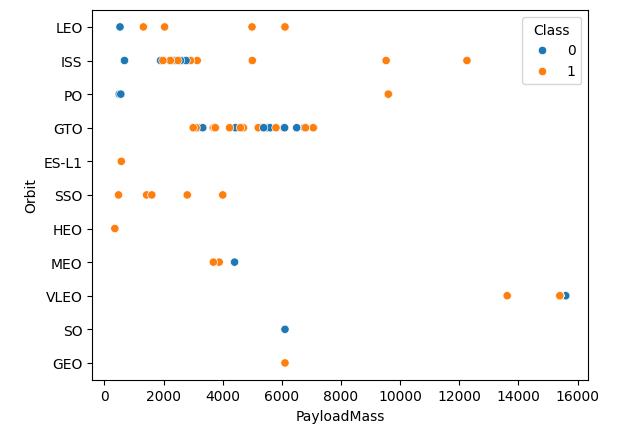 LEO
ISS
PO
GTO
ES-L1
SSO
HEO
MEO
VLEO
SO
GEO
Orbit
Class
0
1
0 2000 4000 6000 8000 10000 12000 14000 16000
PayloadMass